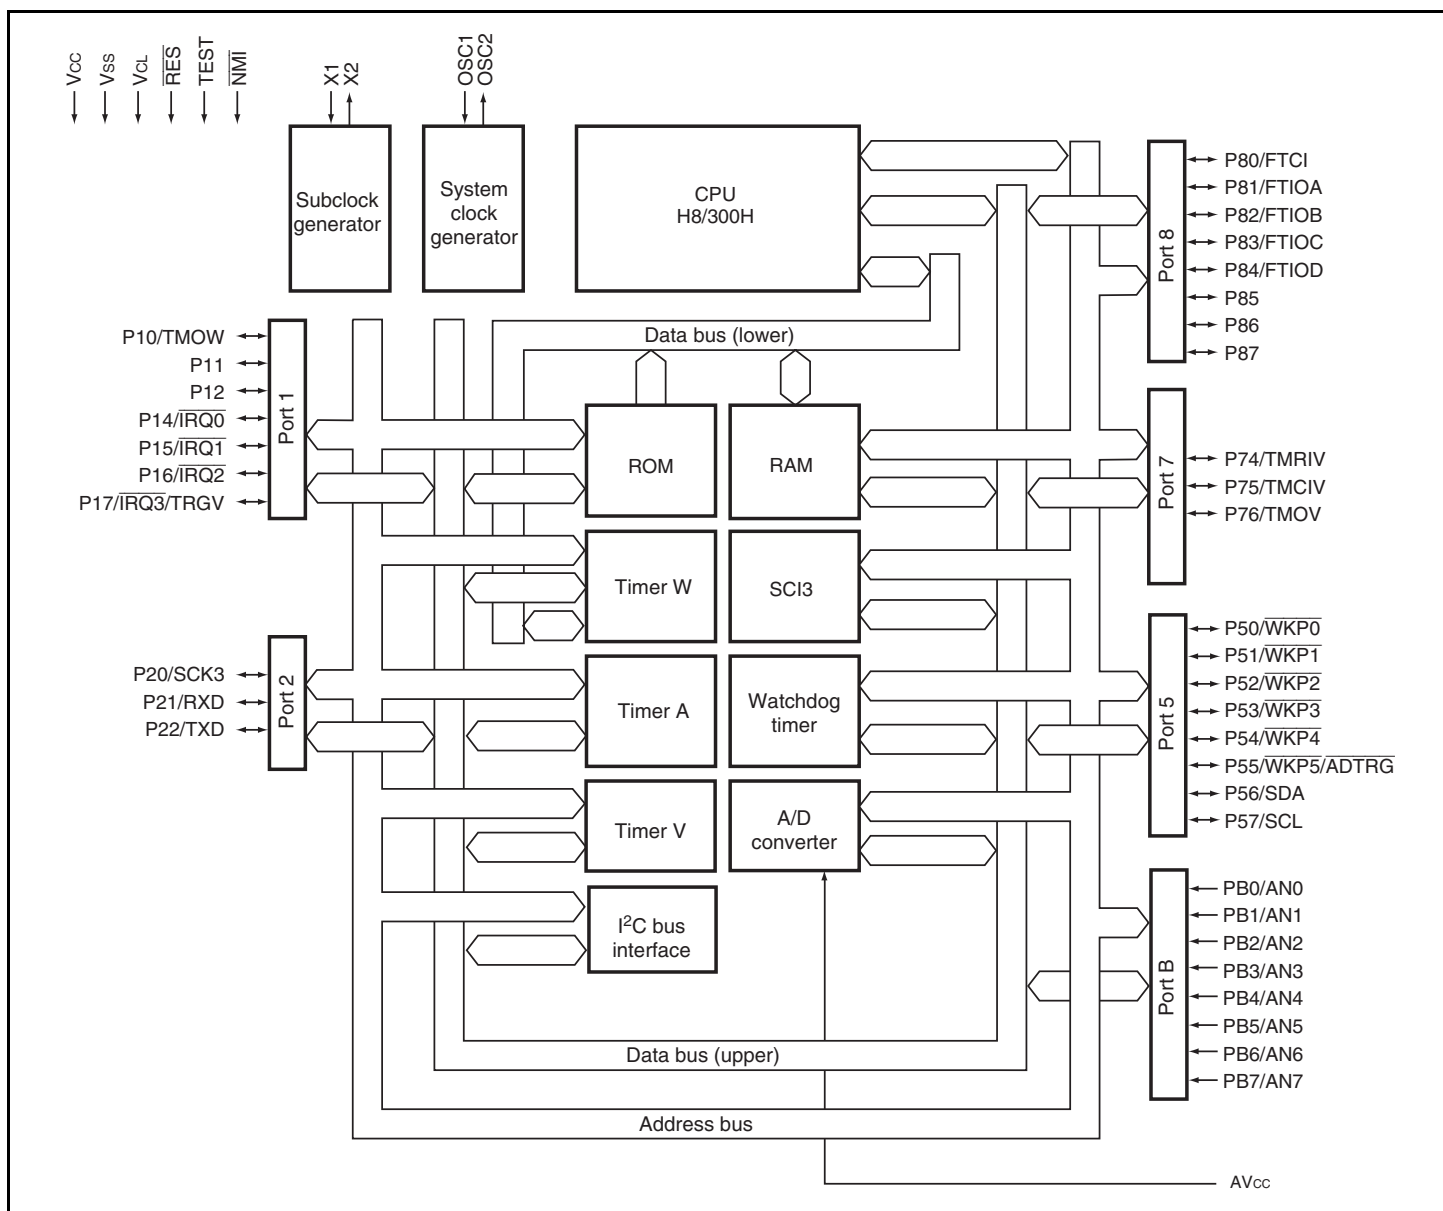 Vcc
Vss
VcL
RES
TEST
NMI
X1
X2
OSC1
OSC2
Subclock
generator
System
clock
generator
CPU
H8/300H
Port 8
P80/FTCI
P81/FTIOA
P82/FTIOB
P83/FTIOC
P84/FTIOD
P85
P86
P87
P10/TMOW
P11
P12
P14/IRQ0
P15/IRQ1
P16/IRQ2
P17/IRQ3/TRGV
Port 1
Data bus (lower)
ROM
RAM
Port 7
P74/TMRIV
P75/TMCIV
P76/TMOV
Timer W
SCI3
P20/SCK3
P21/RXD
P22/TXD
Port 2
Timer A
Watchdog
timer
Port 5
P50/WKP0
P51/WKP1
P52/WKP2
P53/WKP3
P54/WKP4
P55/WKP5/ADTRG
P56/SDA
P57/SCL
Timer V
A/D
converter
I²C bus
interface
Port B
PB0/AN0
PB1/AN1
PB2/AN2
PB3/AN3
PB4/AN4
PB5/AN5
PB6/AN6
PB7/AN7
Data bus (upper)
Address bus
AVcc